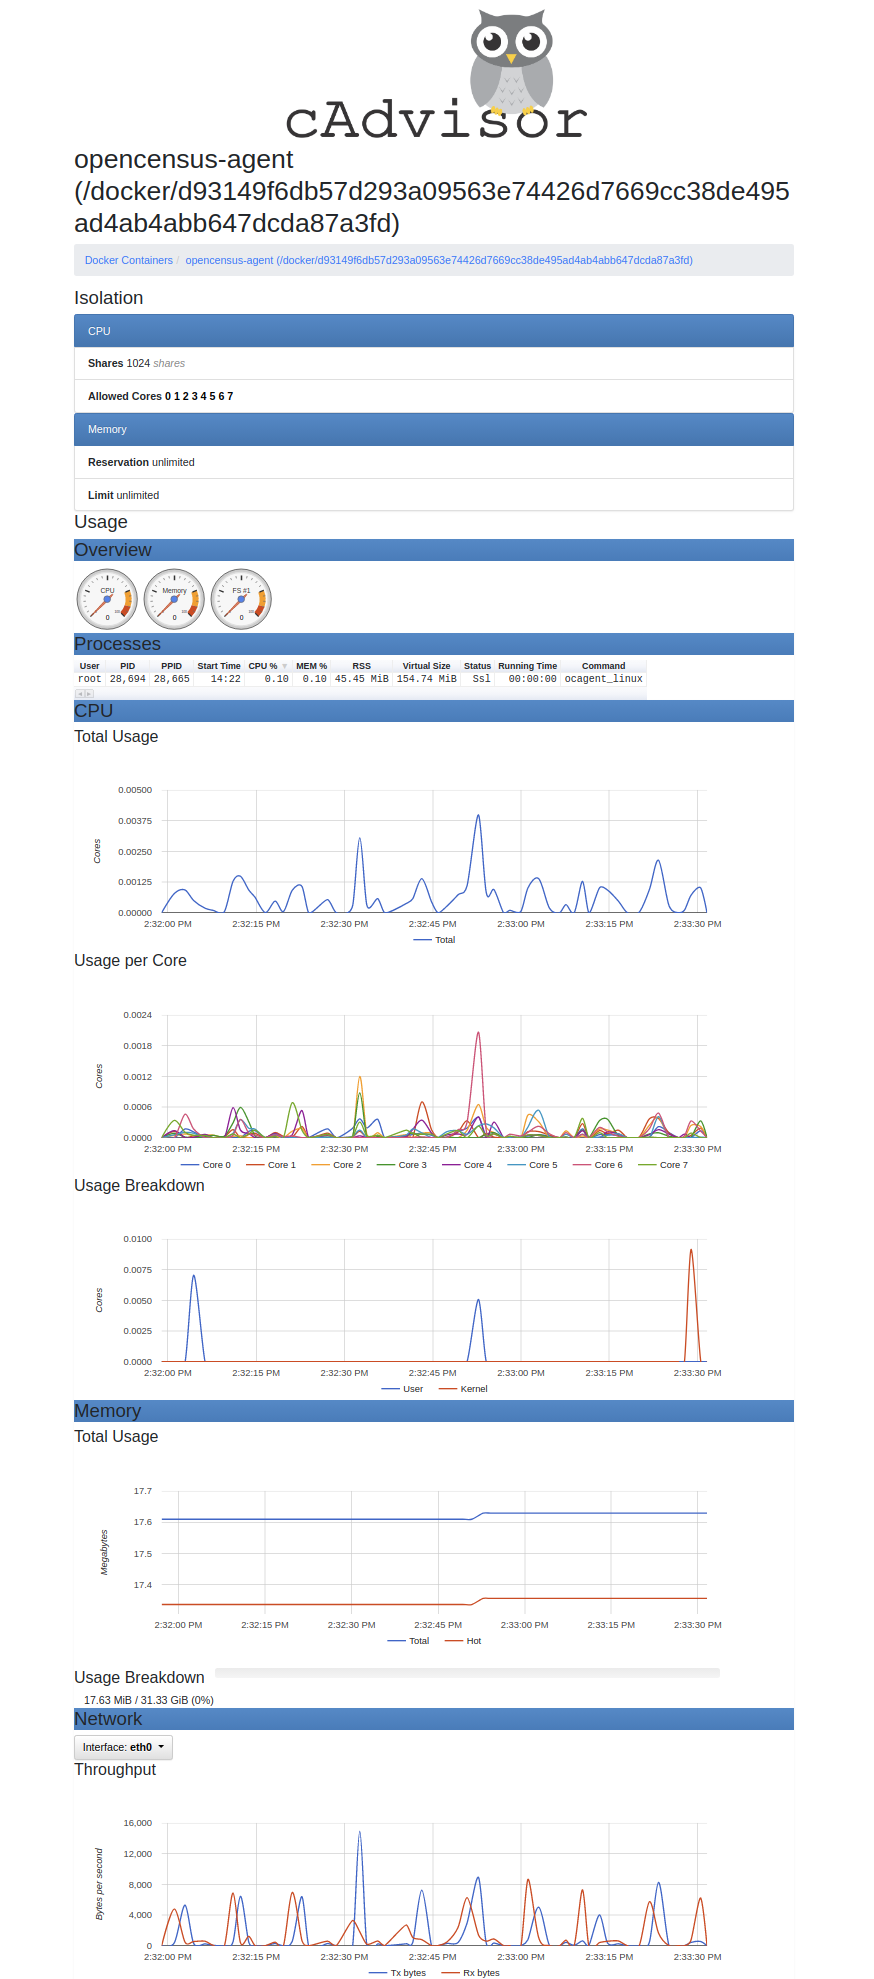 cAdvisor
opencensus-agent
(/docker/d93149f6db57d293a09563e74426d7669cc38de495
ad4ab4abb647dcda87a3fd)
Docker Containers / opencensus-agent (/docker/d93149f6db57d293a09563e74426d7669cc38de495ad4ab4abb647dcda87a3fd)
Isolation
CPU
Shares 1024 shares
Allowed Cores 0 1 2 3 4 5 6 7
Memory
Reservation unlimited
Limit unlimited
Usage
Overview
CPU Memory FS #1
0 0 0
Processes
User PID PPID Start Time CPU % ▼ MEM % RSS Virtual Size Status Running Time Command
root 28,694 28,665 14:22 0.10 0.10 45.45 MiB 154.74 MiB Ssl 00:00:00 ocagent_linux
CPU
Total Usage
0.00500
0.00375
0.00250
0.00125
0.00000
Cores
2:32:00 PM 2:32:15 PM 2:32:30 PM 2:32:45 PM 2:33:00 PM 2:33:15 PM 2:33:30 PM
Total
Usage per Core
0.0024
0.0018
0.0012
0.0006
0.0000
Cores
2:32:00 PM 2:32:15 PM 2:32:30 PM 2:32:45 PM 2:33:00 PM 2:33:15 PM 2:33:30 PM
Core 0 Core 1 Core 2 Core 3 Core 4 Core 5 Core 6 Core 7
Usage Breakdown
0.0100
0.0075
0.0050
0.0025
0.0000
Cores
2:32:00 PM 2:32:15 PM 2:32:30 PM 2:32:45 PM 2:33:00 PM 2:33:15 PM 2:33:30 PM
User Kernel
Memory
Total Usage
17.7
17.6
17.5
17.4
Megabytes
2:32:00 PM 2:32:15 PM 2:32:30 PM 2:32:45 PM 2:33:00 PM 2:33:15 PM 2:33:30 PM
Total Hot
Usage Breakdown
17.63 MiB / 31.33 GiB (0%)
Network
Interface: eth0
Throughput
16,000
12,000
8,000
4,000
0
Bytes per second
2:32:00 PM 2:32:15 PM 2:32:30 PM 2:32:45 PM 2:33:00 PM 2:33:15 PM 2:33:30 PM
Tx bytes Rx bytes